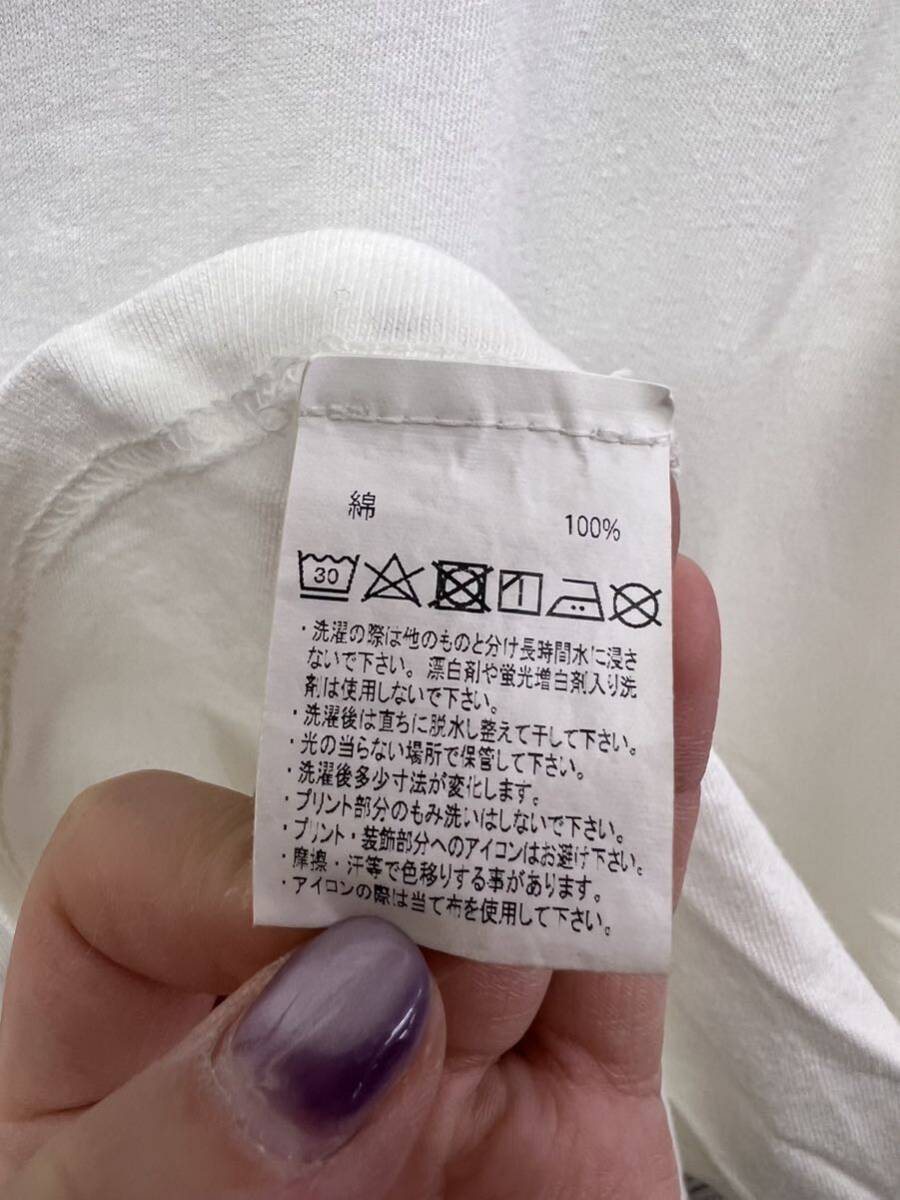 綿 100%
30
・洗濯の際は他のものと分け長時間水に浸さ
ないで下さい。漂白剤や蛍光増白剤入り洗
剤は使用しないで下さい。
・洗濯後は直ちに脱水し整えて干して下さい。
・光の当らない場所で保管して下さい。
・洗濯後多少寸法が変化します。
・プリント部分のもみ洗いはしないで下さい。
・プリント・装飾部分へのアイコンはお避け下さい。
・摩擦・汗等で色移りする事があります。
・アイコンの際は当て布を使用して下さい。